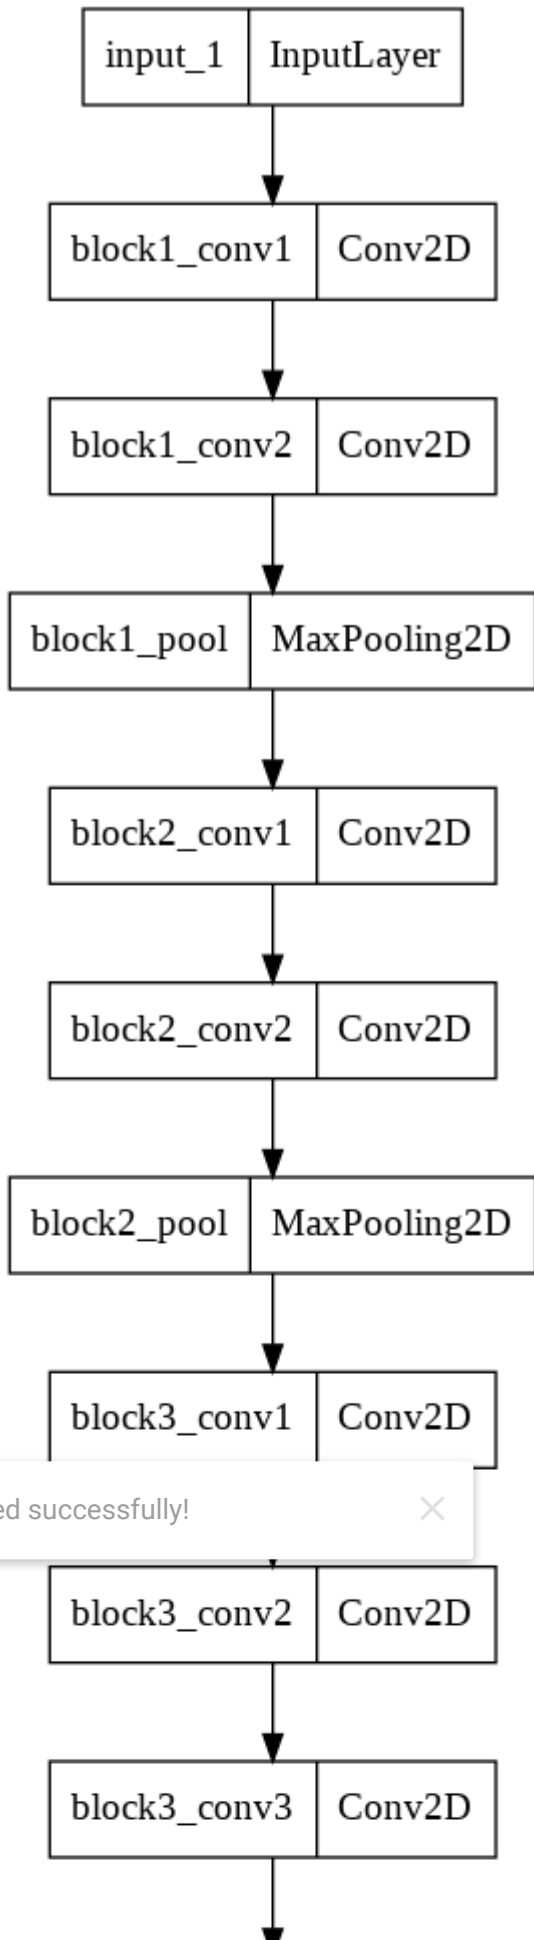 input_1 InputLayer
block1_conv1 Conv2D
block1_conv2 Conv2D
block1_pool MaxPooling2D
block2_conv1 Conv2D
block2_conv2 Conv2D
block2_pool MaxPooling2D
block3_conv1 Conv2D
successfully!
block3_conv2 Conv2D
block3_conv3 Conv2D